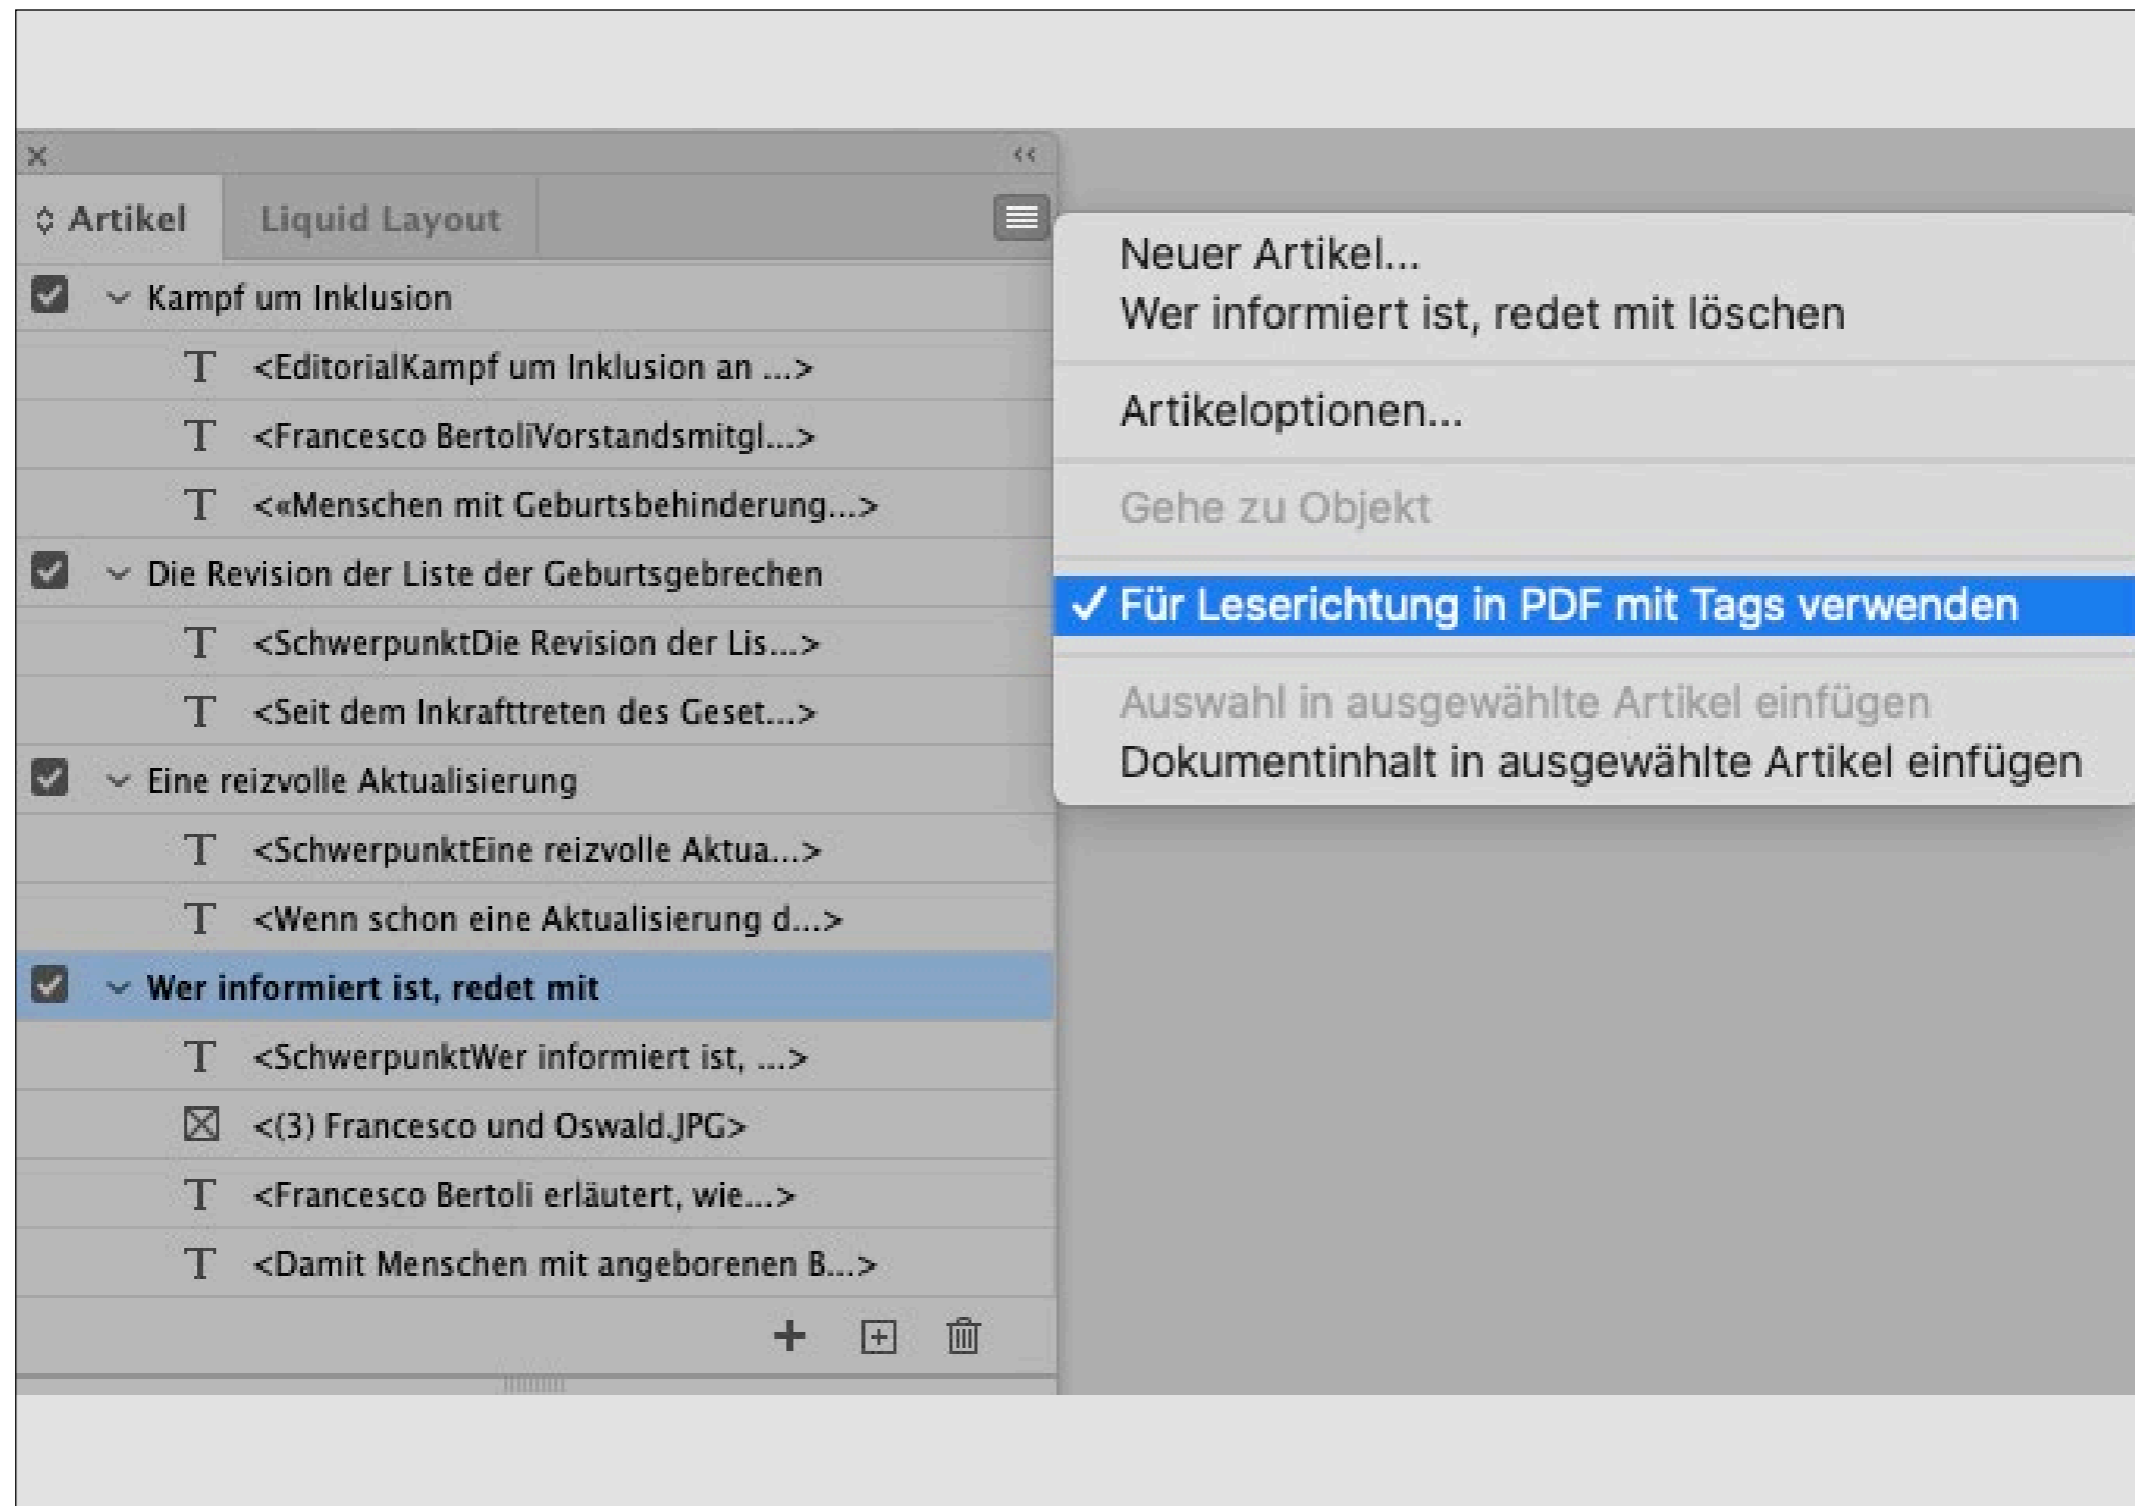 Artikel
Liquid Layout
Kampf um Inklusion
<EditorialKampf um Inklusion an ...>
<Francesco BertoliVorstandsmitgl...>
<«Menschen mit Geburtsbehinderung...>
Die Revision der Liste der Geburtsgebrechen
<SchwerpunktDie Revision der Lis...>
<Seit dem Inkrafttreten des Geset...>
Eine reizvolle Aktualisierung
<SchwerpunktEine reizvolle Aktua...>
<Wenn schon eine Aktualisierung d...>
Wer informiert ist, redet mit
<SchwerpunktWer informiert ist, ...>
<(3) Francesco und Oswald.JPG>
<Francesco Bertoli erläutert, wie...>
<Damit Menschen mit angeborenen B...>
Neuer Artikel...
Wer informiert ist, redet mit löschen
Artikeloptionen...
Gehe zu Objekt
Für Leserichtung in PDF mit Tags verwenden
Auswahl in ausgewählte Artikel einfügen
Dokumentinhalt in ausgewählte Artikel einfügen